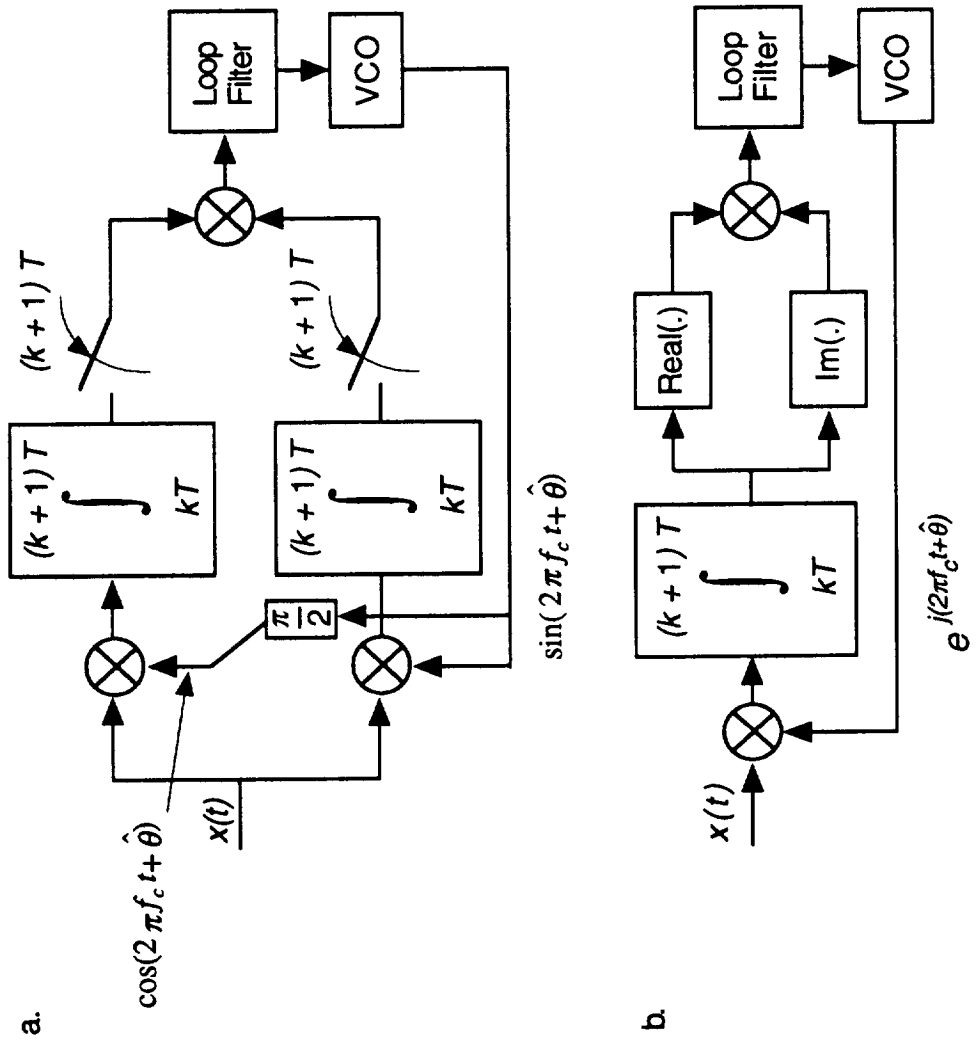 a.
cos(2πf_c t+θ̂)
x(t)
π/2
(k + 1) T
∫
kT
(k + 1) T
(k + 1) T
∫
kT
(k + 1) T
Loop
Filter
VCO
sin(2πf_c t+θ̂)
b.
x(t)
(k + 1) T
∫
kT
Real(.)
Im(.)
Loop
Filter
VCO
e^j(2πf_c t+θ̂)